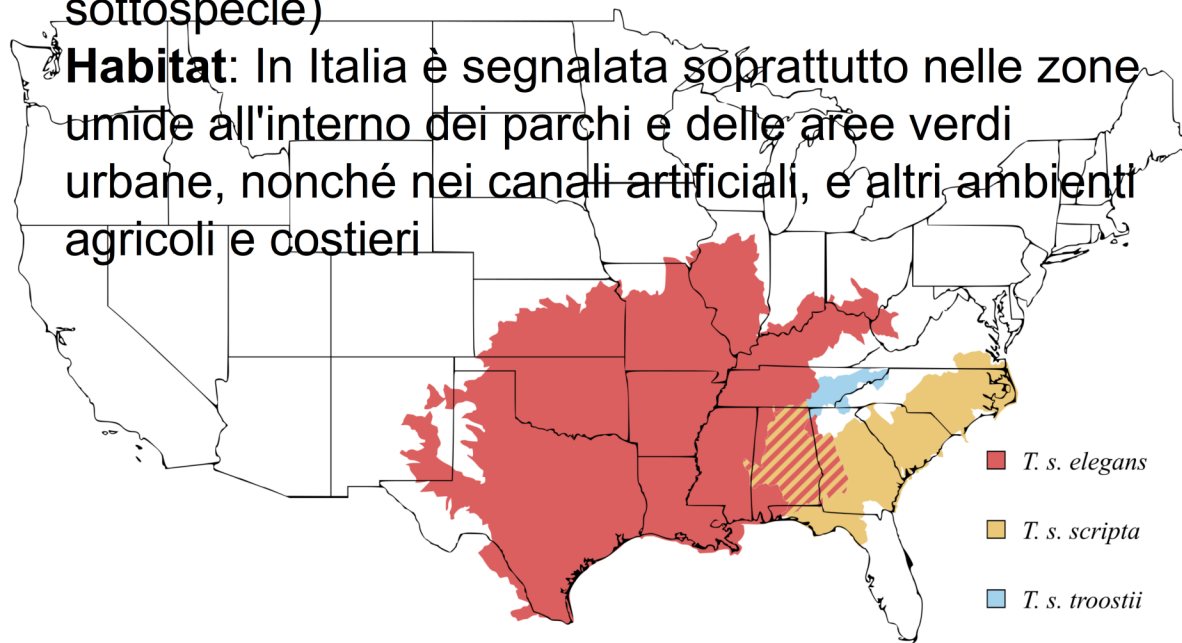 sottospecie)
Habitat: In Italia è segnalata soprattutto nelle zone
umide all'interno dei parchi e delle aree verdi
urbane, nonché nei canali artificiali, e altri ambienti
agricoli e costieri
T. s. elegans
T. s. scripta
T. s. troostii